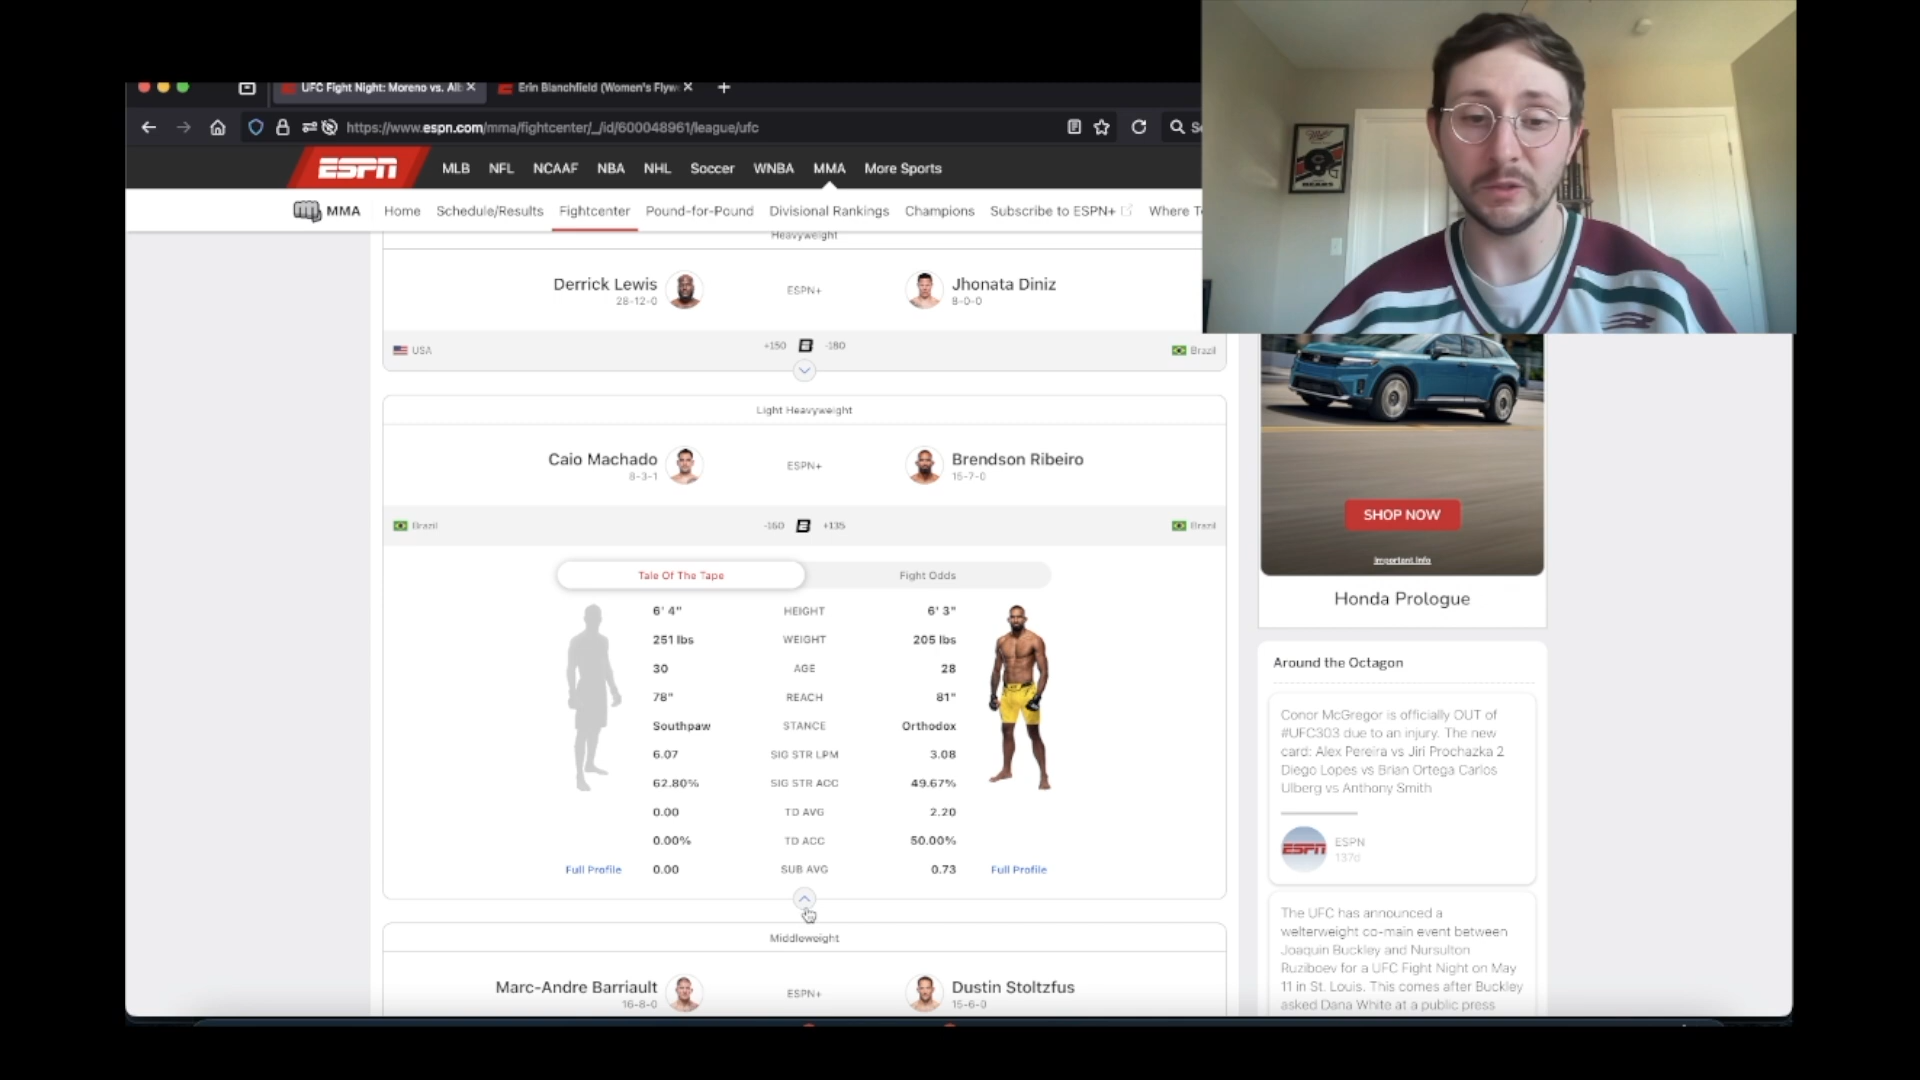 UFC Fight Night: Moreno vs. Alb
Erin Blanchfield (Women's Flyw
https://www.espn.com/mma/fightcenter/_/id/600048961/league/ufc
ESPN MLB NFL NCAAF NBA NHL Soccer WNBA MMA More Sports
MMA Home Schedule/Results Fightcenter Pound-for-Pound Divisional Rankings Champions Subscribe to ESPN+ Where T
Heavyweight
Derrick Lewis ESPN+ Jhonata Diniz
28-12-0 8-0-0
USA +150 B -180 Brazil
Light Heavyweight
Caio Machado ESPN+ Brendson Ribeiro
8-3-1 15-7-0
Brazil -160 B +135 Brazil
Tale Of The Tape Fight Odds
6' 4" HEIGHT 6' 3"
251 lbs WEIGHT 205 lbs
30 AGE 28
78" REACH 81"
Southpaw STANCE Orthodox
6.07 SIG STR LPM 3.08
62.80% SIG STR ACC 49.67%
0.00 TD AVG 2.20
0.00% TD ACC 50.00%
Full Profile 0.00 SUB AVG 0.73 Full Profile
Middleweight
Marc-Andre Barriault ESPN+ Dustin Stoltzfus
16-8-0 15-6-0
BEARS
SHOP NOW
Important Info
Honda Prologue
Around the Octagon
Conor McGregor is officially OUT of
#UFC303 due to an injury. The new
card: Alex Pereira vs Jiri Prochazka 2
Diego Lopes vs Brian Ortega Carlos
Ulberg vs Anthony Smith
ESPN ESPN
137d
The UFC has announced a
welterweight co-main event between
Joaquin Buckley and Nursulton
Ruziboev for a UFC Fight Night on May
11 in St. Louis. This comes after Buckley
asked Dana White at a public press